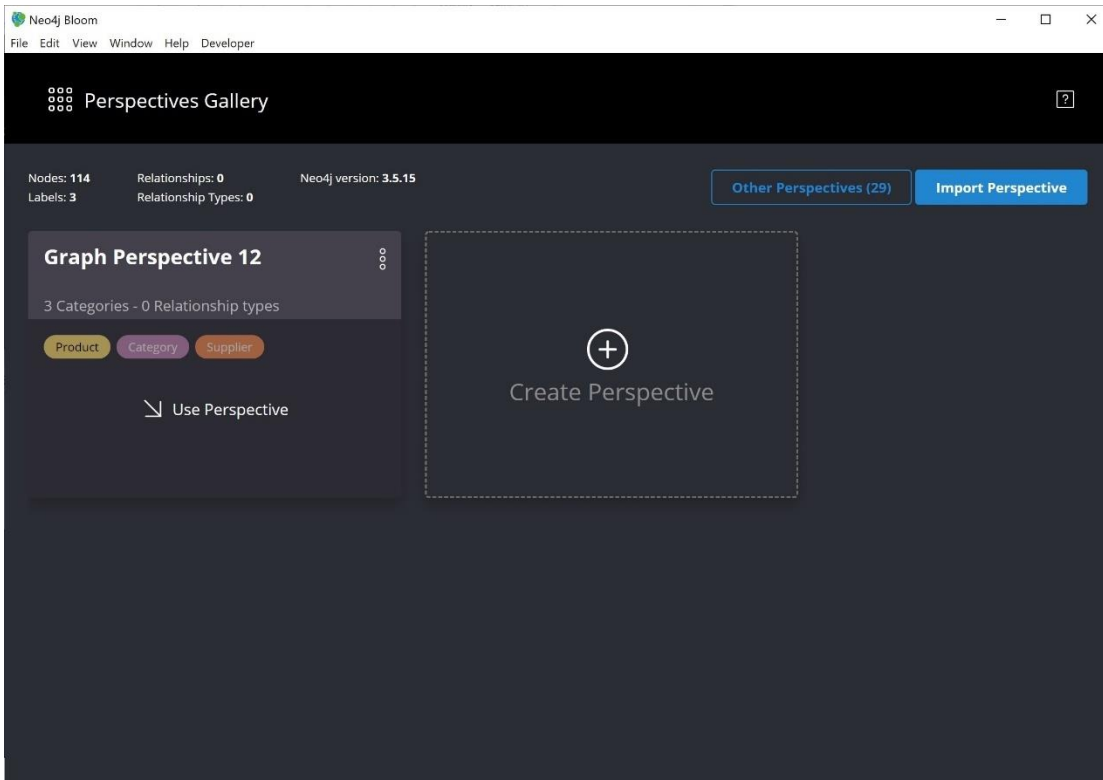 Neo4j Bloom
File Edit View Window Help Developer
Perspectives Gallery
?
Nodes: 114 Relationships: 0 Neo4j version: 3.5.15
Labels: 3 Relationship Types: 0
Other Perspectives (29) Import Perspective
Graph Perspective 12
3 Categories - 0 Relationship types
Product Category Supplier
Use Perspective
Create Perspective